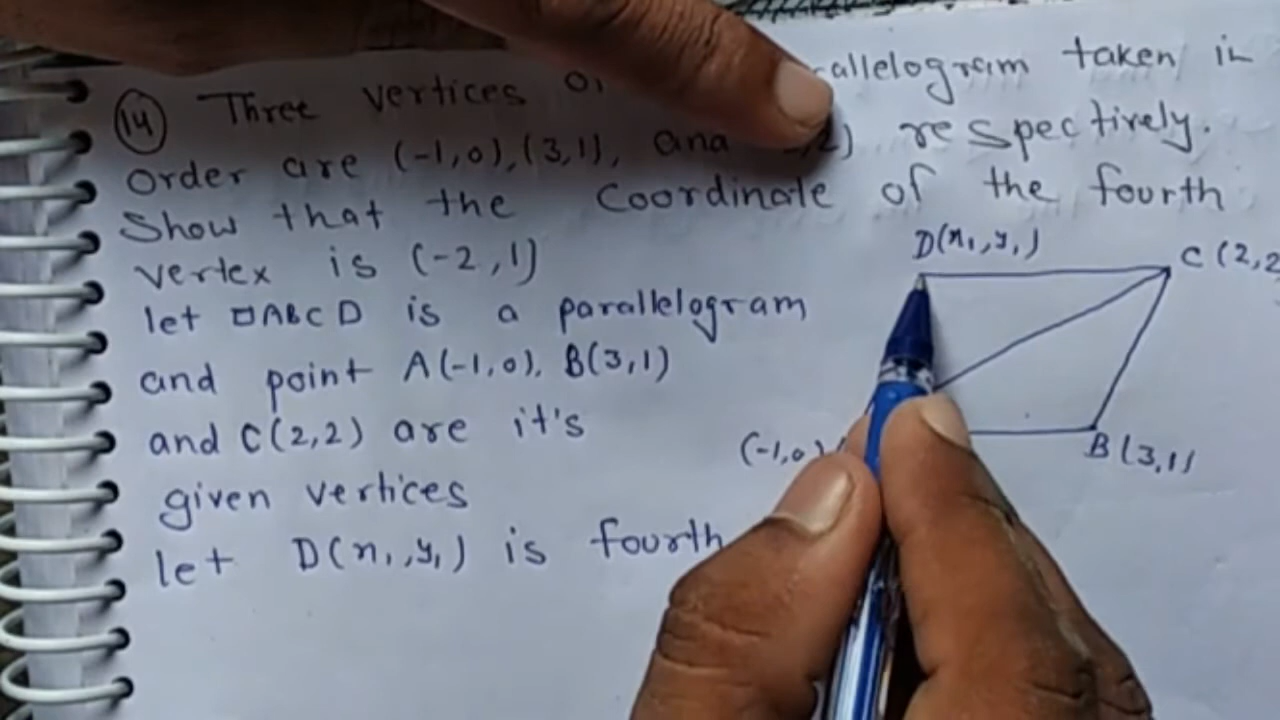 (14) Three vertices taken in
Order are (-1,0), (3,1), and respectively.
Show that the Coordinate of the fourth
vertex is (-2,1)
let □ABCD is a parallelogram
and point A(-1,0), B(3,1)
and C(2,2) are it's
given vertices
let D(x₁,y₁) is fourth
D(x₁,y₁)
C(2,2
(-1,0)
B(3,1)